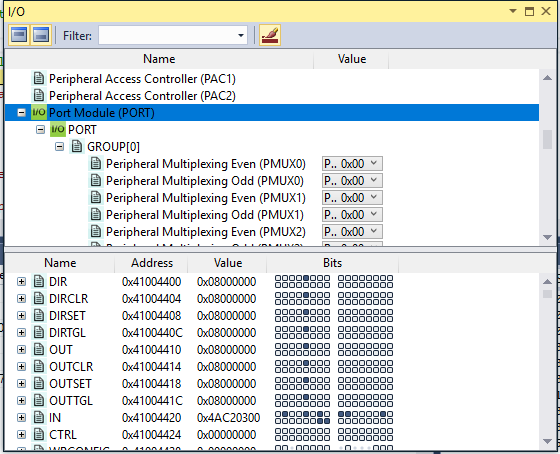 I/O
Filter:
Name Value
Peripheral Access Controller (PAC1)
Peripheral Access Controller (PAC2)
I/O Port Module (PORT)
I/O PORT
GROUP[0]
Peripheral Multiplexing Even (PMUX0) P.. 0x00
Peripheral Multiplexing Odd (PMUX0) P.. 0x00
Peripheral Multiplexing Even (PMUX1) P.. 0x00
Peripheral Multiplexing Odd (PMUX1) P.. 0x00
Peripheral Multiplexing Even (PMUX2) P.. 0x00
Name Address Value Bits
DIR 0x41004400 0x08000000
DIRCLR 0x41004404 0x08000000
DIRSET 0x41004408 0x08000000
DIRTGL 0x4100440C 0x08000000
OUT 0x41004410 0x08000000
OUTCLR 0x41004414 0x08000000
OUTSET 0x41004418 0x08000000
OUTTGL 0x4100441C 0x08000000
IN 0x41004420 0x4AC20300
CTRL 0x41004424 0x00000000